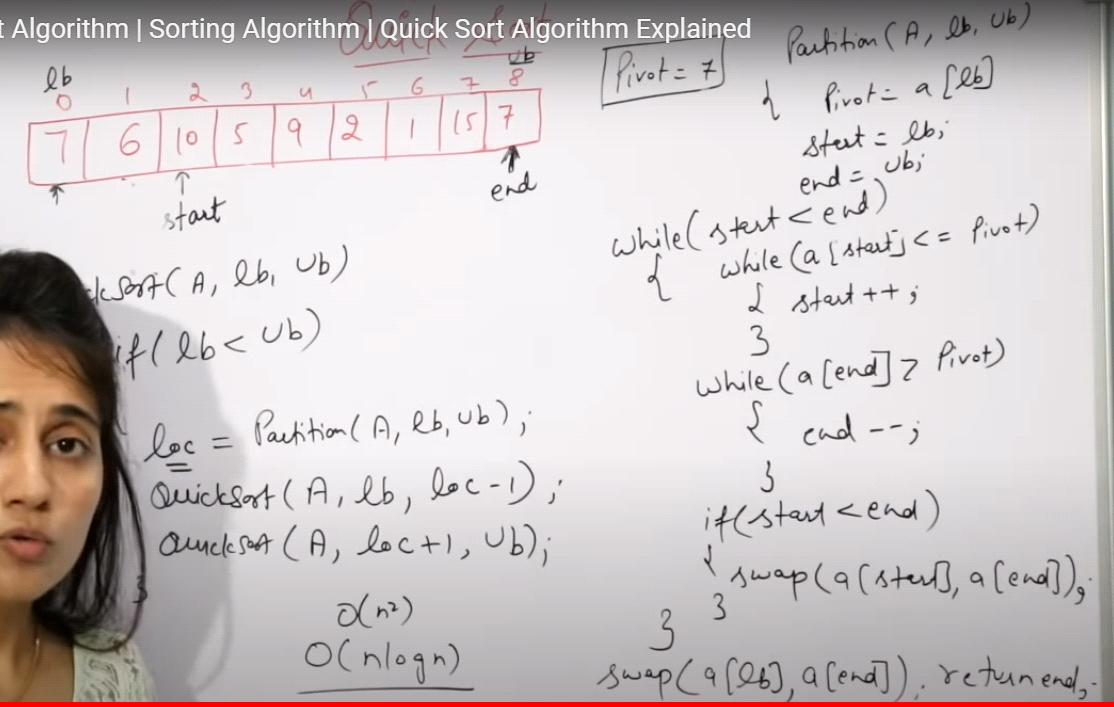 t Algorithm | Sorting Algorithm | Quick Sort Algorithm Explained
Quick Sort
lb ub
0 1 2 3 4 5 6 7 8
7 6 10 5 9 2 1 15 7
start end
ckSort(A, lb, Ub)
if(lb< Ub)
loc = Partition(A, lb, Ub);
Quicksort(A, lb, loc-1);
Quicksort(A, loc+1, Ub);
}
O(n²)
O(nlogn)
Pivot = 7
Partition(A, lb, Ub)
{ Pivot= a[lb]
start = lb;
end = Ub;
while(start<end)
{ while(a[start]<= Pivot)
{ start++;
}
while(a[end]> Pivot)
{ end--;
}
if(start<end)
{ swap(a[start], a[end]);
}
}
swap(a[lb], a[end]). return end;